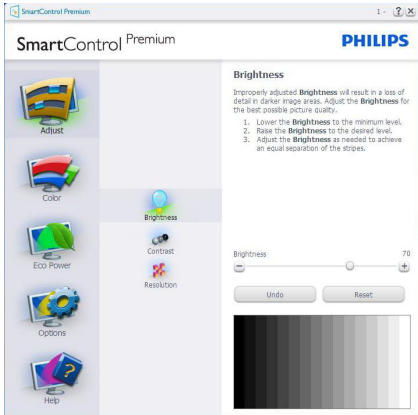 SmartControl Premium
1 - ? X
SmartControl Premium
PHILIPS
Adjust
Color
Eco Power
Options
Help
Brightness
Contrast
Resolution
Brightness
Improperly adjusted Brightness will result in a loss of
detail in darker image areas. Adjust the Brightness for
the best possible picture quality.
1. Lower the Brightness to the minimum level.
2. Raise the Brightness to the desired level.
3. Adjust the Brightness as needed to achieve
an equal separation of the stripes.
Brightness 70
Undo Reset